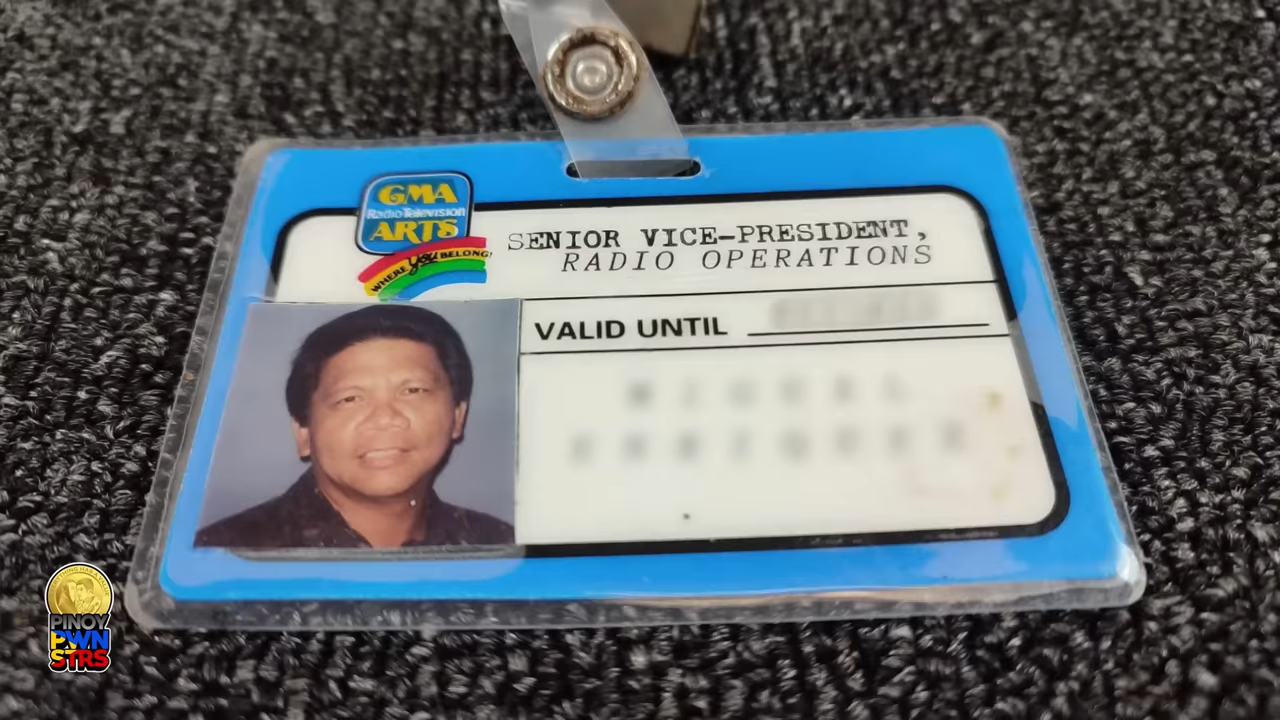 GMA
Radio Television
ARTS
WHERE you BELONG!
SENIOR VICE-PRESIDENT,
RADIO OPERATIONS
VALID UNTIL
PINOY
PWN
STRS